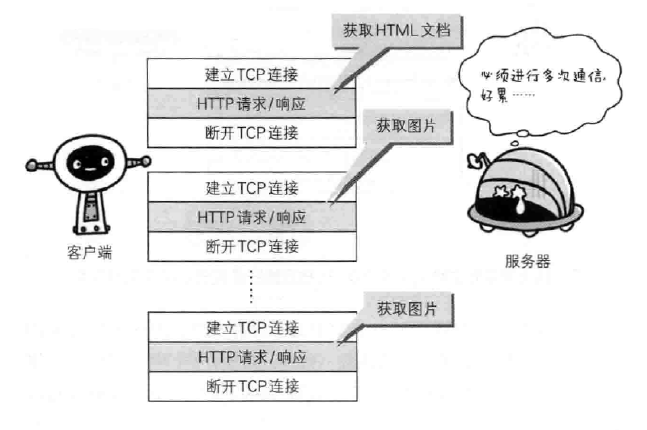 获取HTML文档
建立TCP连接
HTTP请求/响应
断开TCP连接
必须进行多次通信,
好累……
获取图片
建立TCP连接
HTTP请求/响应
断开TCP连接
客户端
服务器
获取图片
建立TCP连接
HTTP请求/响应
断开TCP连接